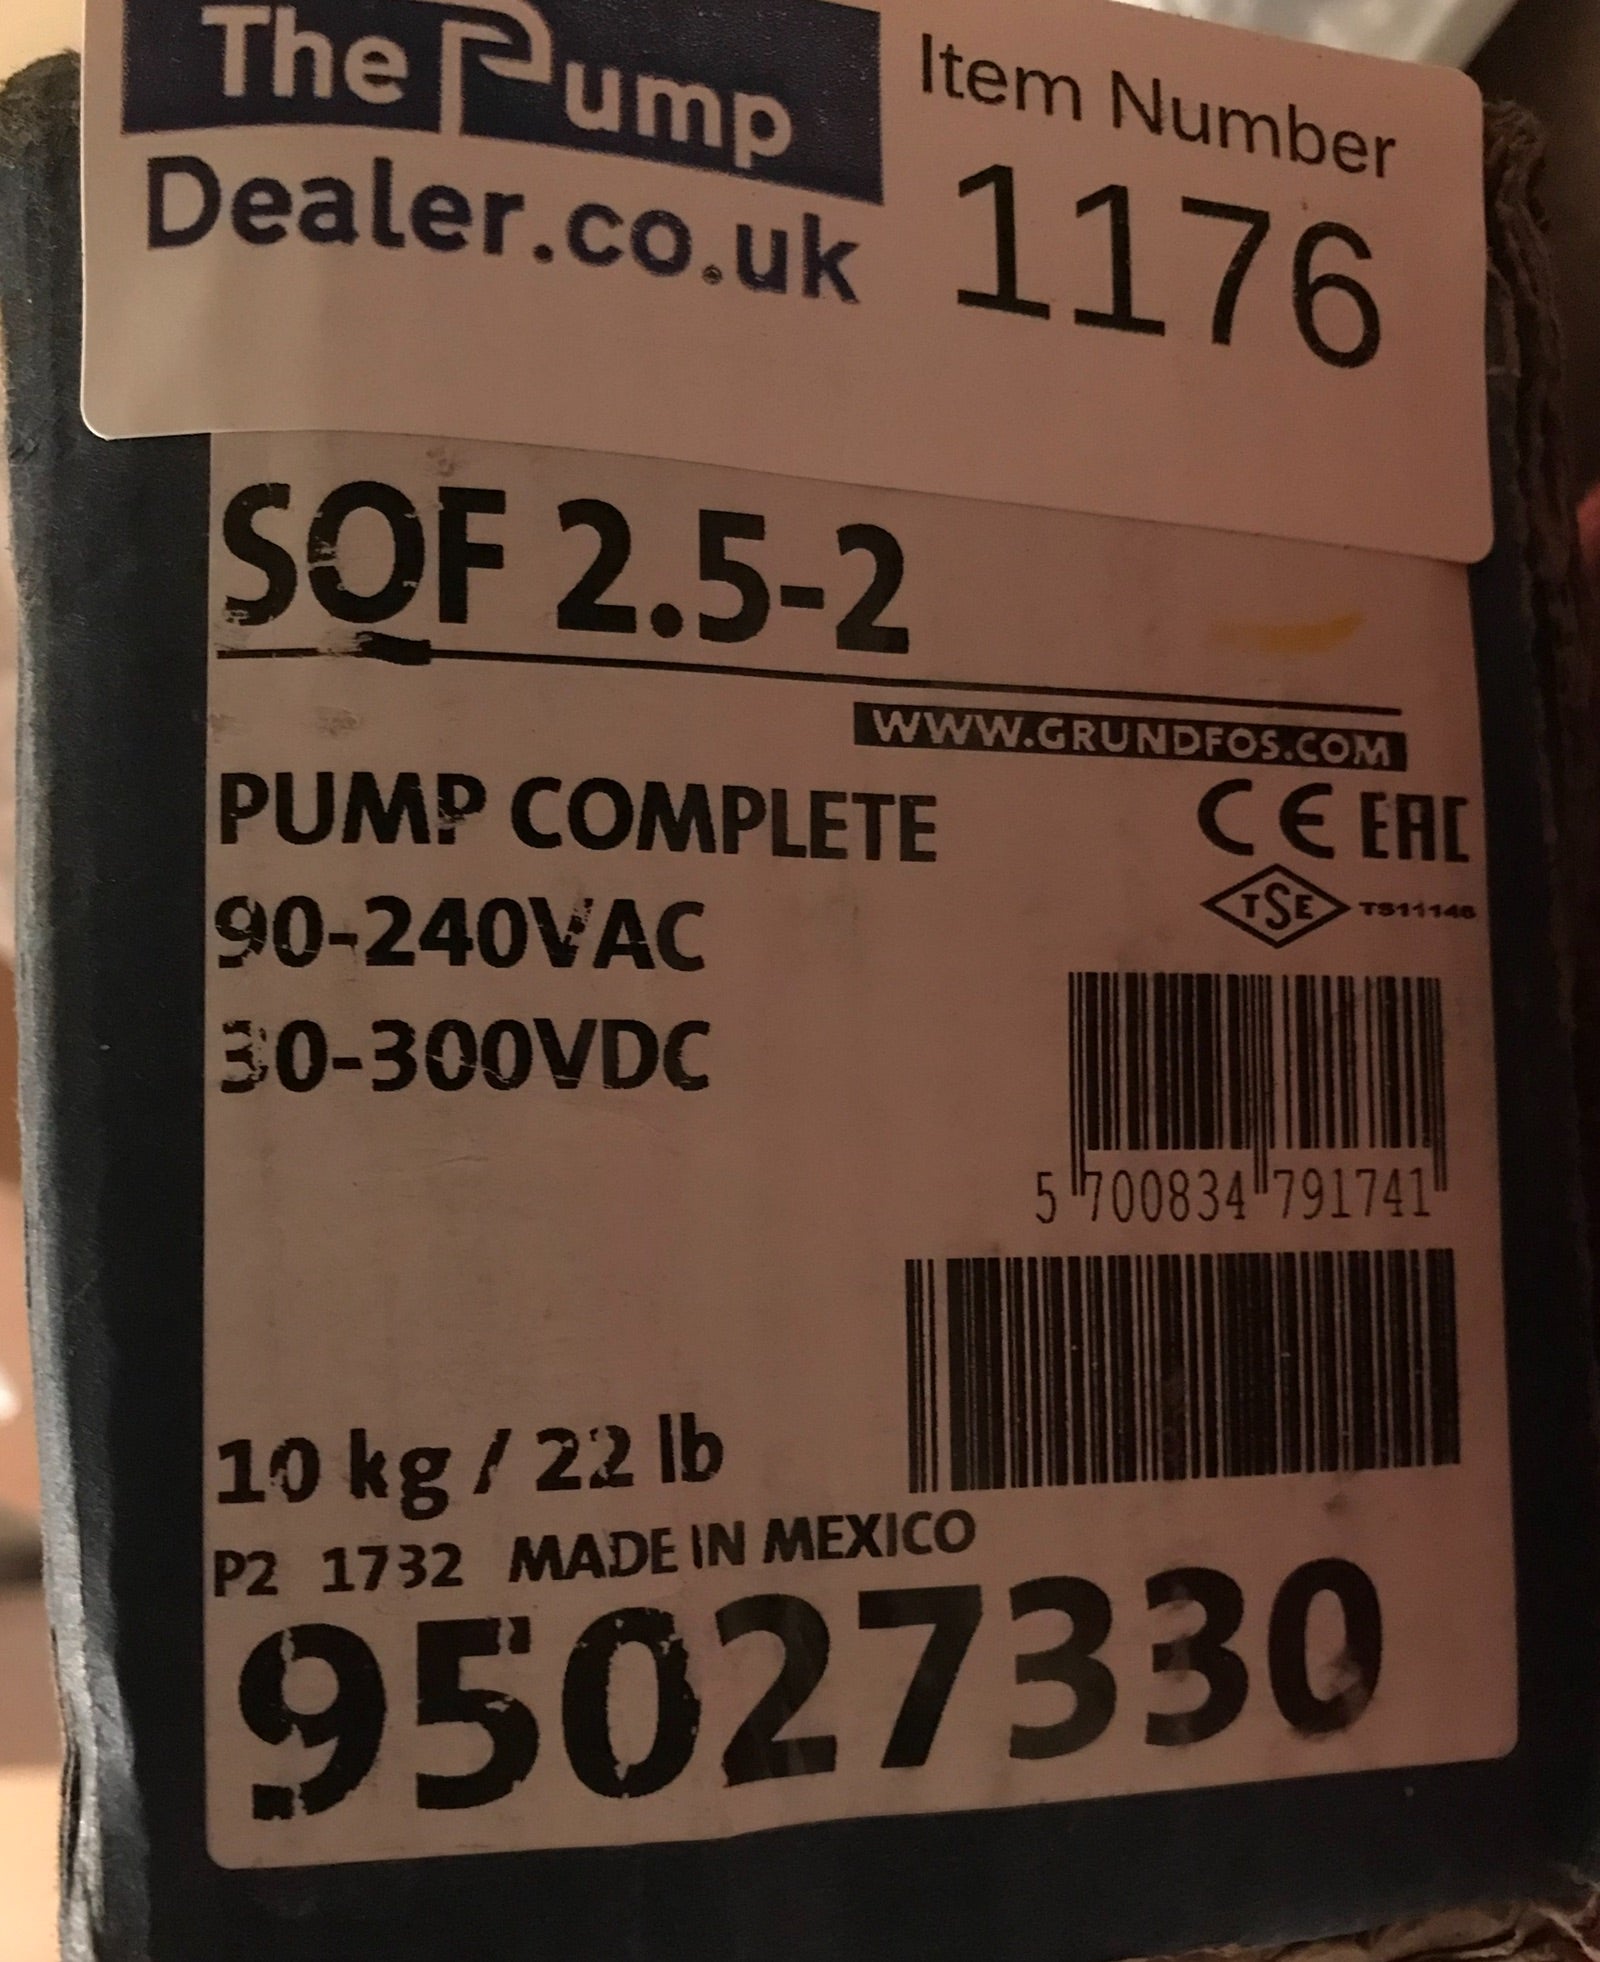 The Pump
Dealer.co.uk
Item Number
1176
SQF 2.5-2
WWW.GRUNDFOS.COM
PUMP COMPLETE
CE EAC
TSE TS11146
90-240VAC
30-300VDC
5 700834 791741
10 kg / 22 lb
P2 1732 MADE IN MEXICO
95027330